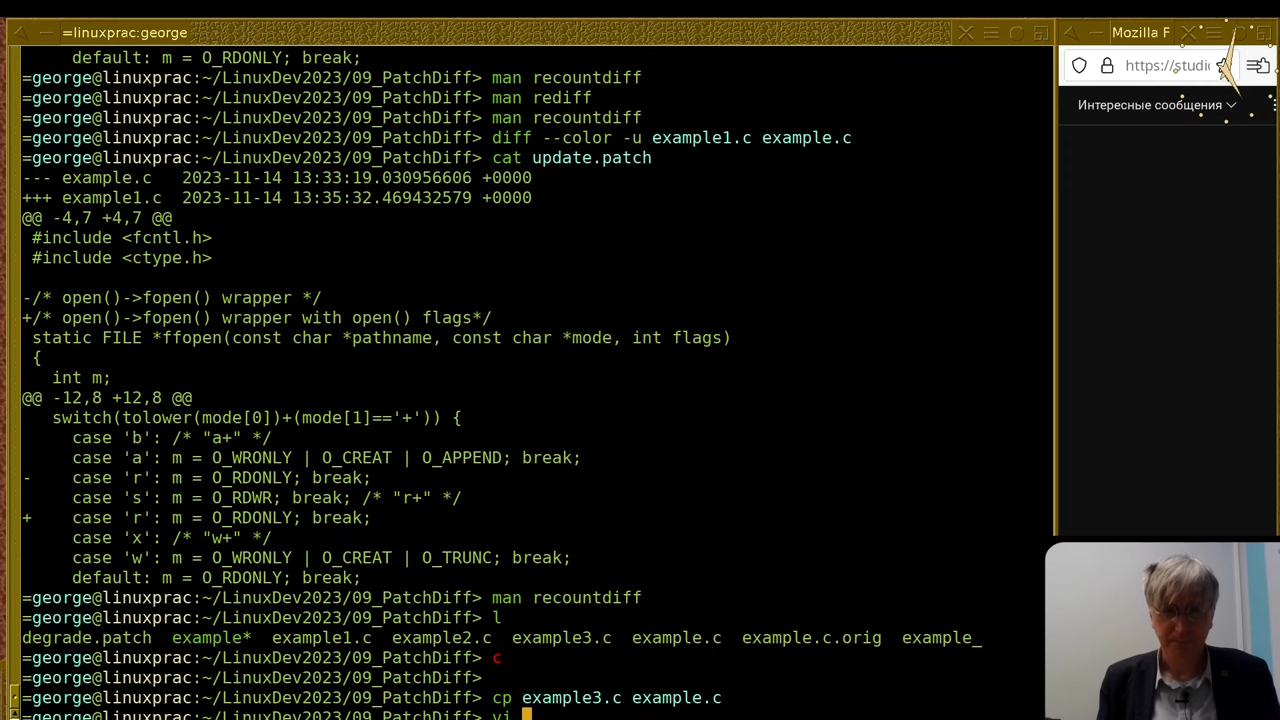 =linuxprac:george
Mozilla F
default: m = O_RDONLY; break;
=george@linuxprac:~/LinuxDev2023/09_PatchDiff> man recountdiff
=george@linuxprac:~/LinuxDev2023/09_PatchDiff> man rediff
=george@linuxprac:~/LinuxDev2023/09_PatchDiff> man recountdiff
=george@linuxprac:~/LinuxDev2023/09_PatchDiff> diff --color -u example1.c example.c
=george@linuxprac:~/LinuxDev2023/09_PatchDiff> cat update.patch
--- example.c   2023-11-14 13:33:19.030956606 +0000
+++ example1.c  2023-11-14 13:35:32.469432579 +0000
@@ -4,7 +4,7 @@
 #include <fcntl.h>
 #include <ctype.h>
-/* open()->fopen() wrapper */
+/* open()->fopen() wrapper with open() flags*/
 static FILE *ffopen(const char *pathname, const char *mode, int flags)
 {
   int m;
@@ -12,8 +12,8 @@
   switch(tolower(mode[0])+(mode[1]=='+')) {
     case 'b': /* "a+" */
     case 'a': m = O_WRONLY | O_CREAT | O_APPEND; break;
-    case 'r': m = O_RDONLY; break;
     case 's': m = O_RDWR; break; /* "r+" */
+    case 'r': m = O_RDONLY; break;
     case 'x': /* "w+" */
     case 'w': m = O_WRONLY | O_CREAT | O_TRUNC; break;
     default: m = O_RDONLY; break;
=george@linuxprac:~/LinuxDev2023/09_PatchDiff> man recountdiff
=george@linuxprac:~/LinuxDev2023/09_PatchDiff> l
degrade.patch  example*  example1.c  example2.c  example3.c  example.c  example.c.orig  example_
=george@linuxprac:~/LinuxDev2023/09_PatchDiff> c
=george@linuxprac:~/LinuxDev2023/09_PatchDiff>
=george@linuxprac:~/LinuxDev2023/09_PatchDiff> cp example3.c example.c
=george@linuxprac:~/LinuxDev2023/09_PatchDiff> vi
https://studi
Интересные сообщения